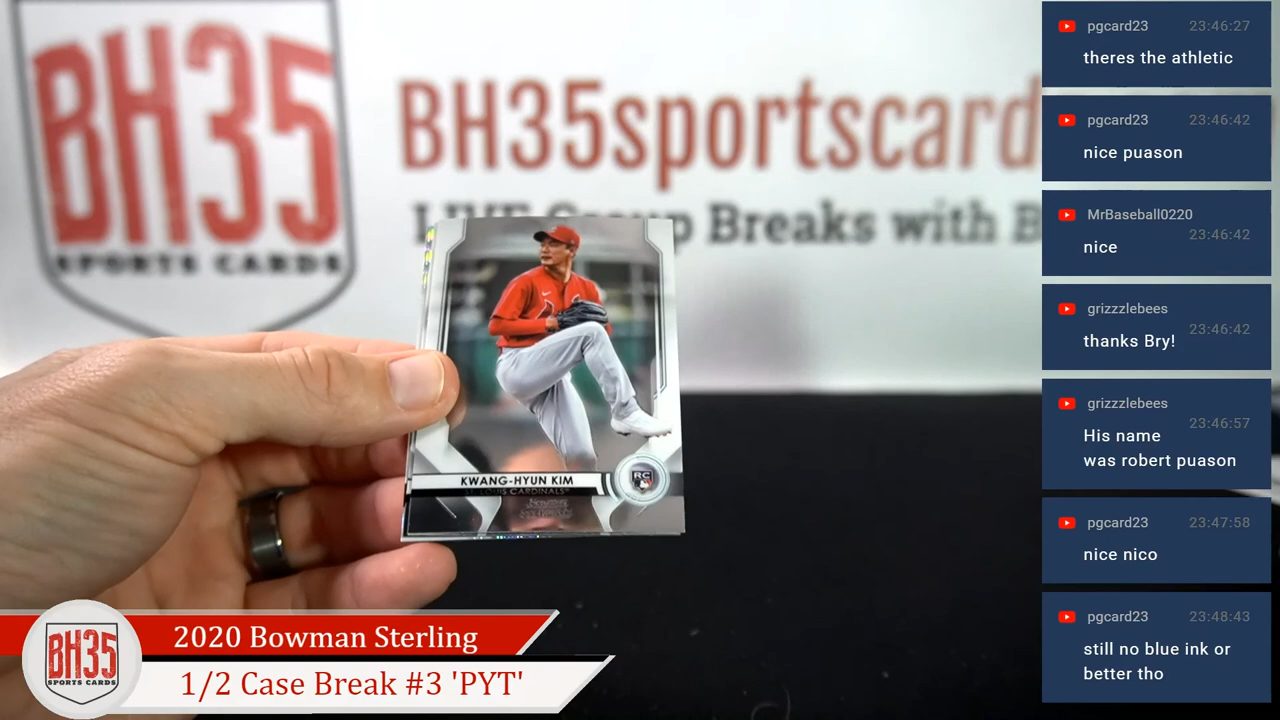 BH35
SPORTS CARDS
BH35sportscard
LIVE Group Breaks with B
KWANG-HYUN KIM
ST. LOUIS CARDINALS
RC
2020 Bowman Sterling
1/2 Case Break #3 'PYT'
BH35
SPORTS CARDS
pgcard23 23:46:27
theres the athletic
pgcard23 23:46:42
nice puason
MrBaseball0220
23:46:42
nice
grizzzlebees
23:46:42
thanks Bry!
grizzzlebees
23:46:57
His name
was robert puason
pgcard23 23:47:58
nice nico
pgcard23 23:48:43
still no blue ink or
better tho